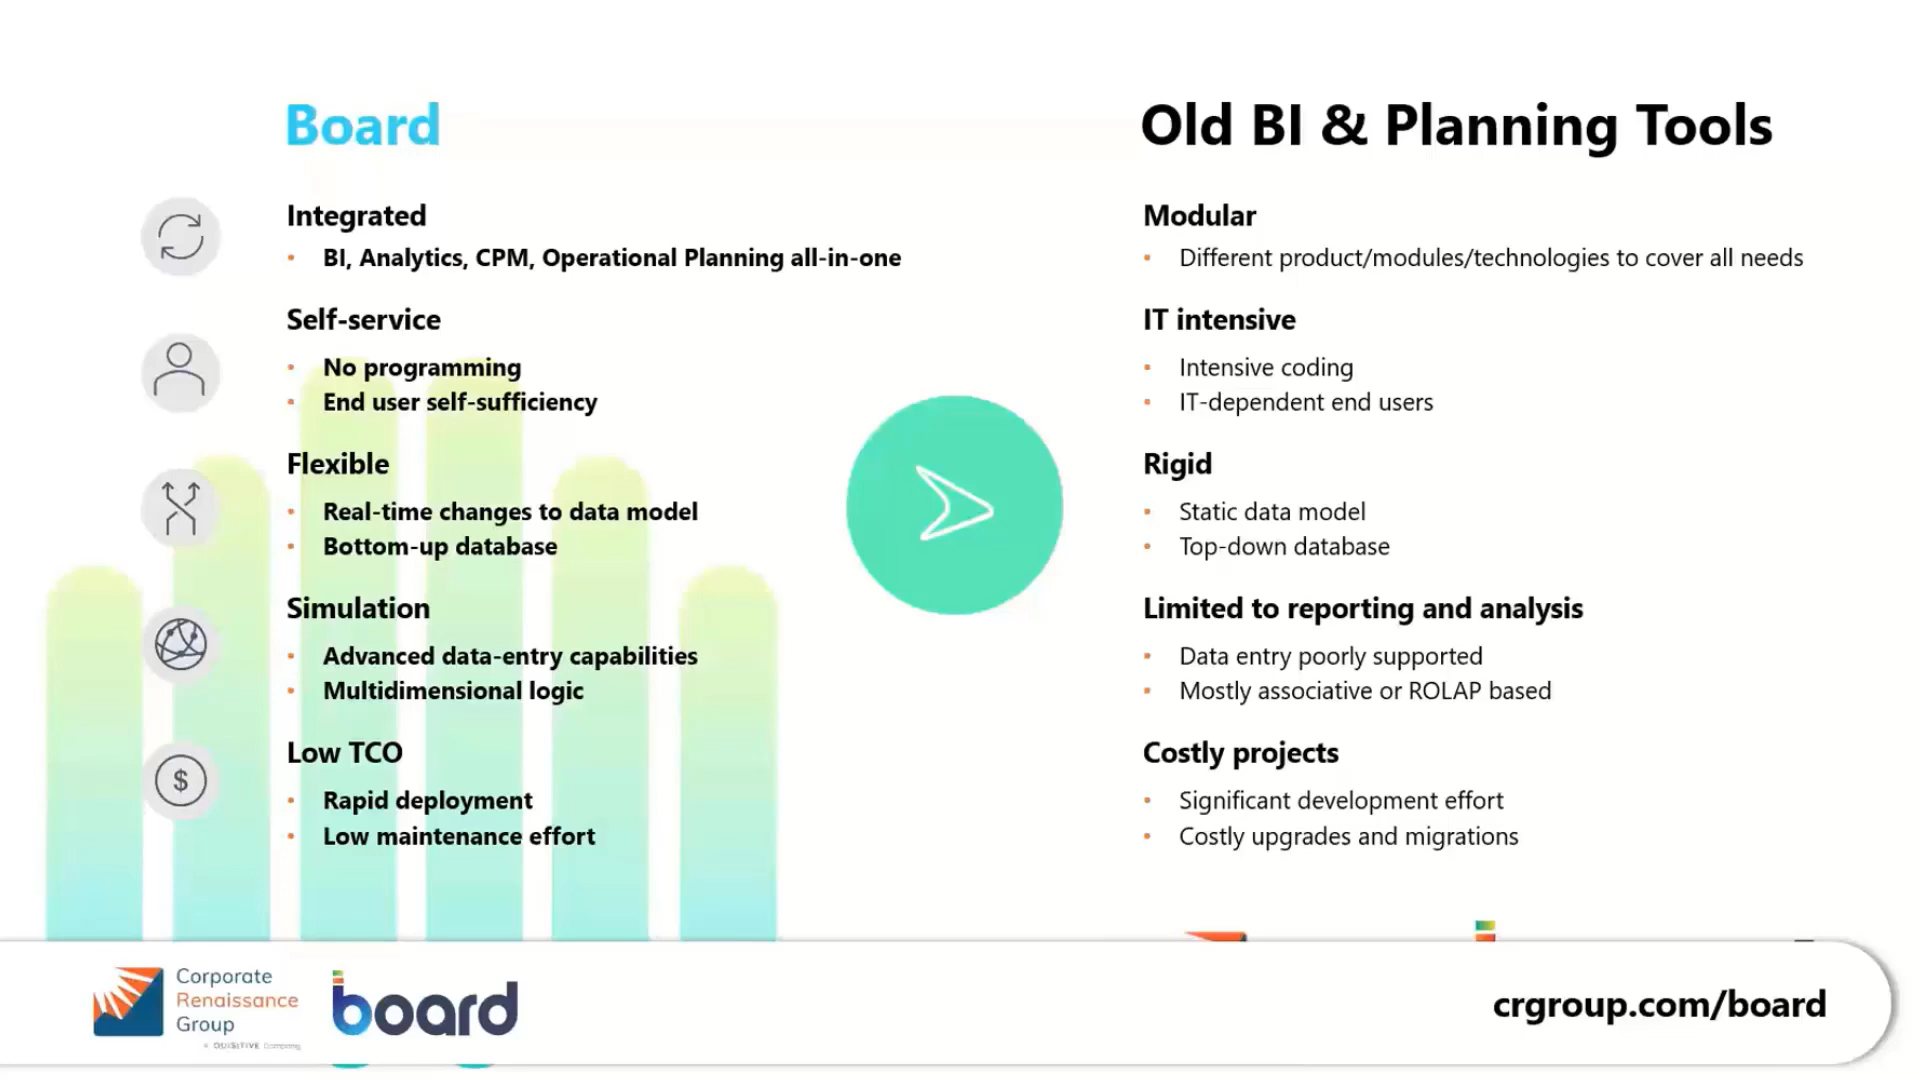 Board
Integrated
• BI, Analytics, CPM, Operational Planning all-in-one
Self-service
• No programming
• End user self-sufficiency
Flexible
• Real-time changes to data model
• Bottom-up database
Simulation
• Advanced data-entry capabilities
• Multidimensional logic
$
Low TCO
• Rapid deployment
• Low maintenance effort
Old BI & Planning Tools
Modular
• Different product/modules/technologies to cover all needs
IT intensive
• Intensive coding
• IT-dependent end users
Rigid
• Static data model
• Top-down database
Limited to reporting and analysis
• Data entry poorly supported
• Mostly associative or ROLAP based
Costly projects
• Significant development effort
• Costly upgrades and migrations
Corporate
Renaissance
Group
A QUISITIVE Company
board
crgroup.com/board